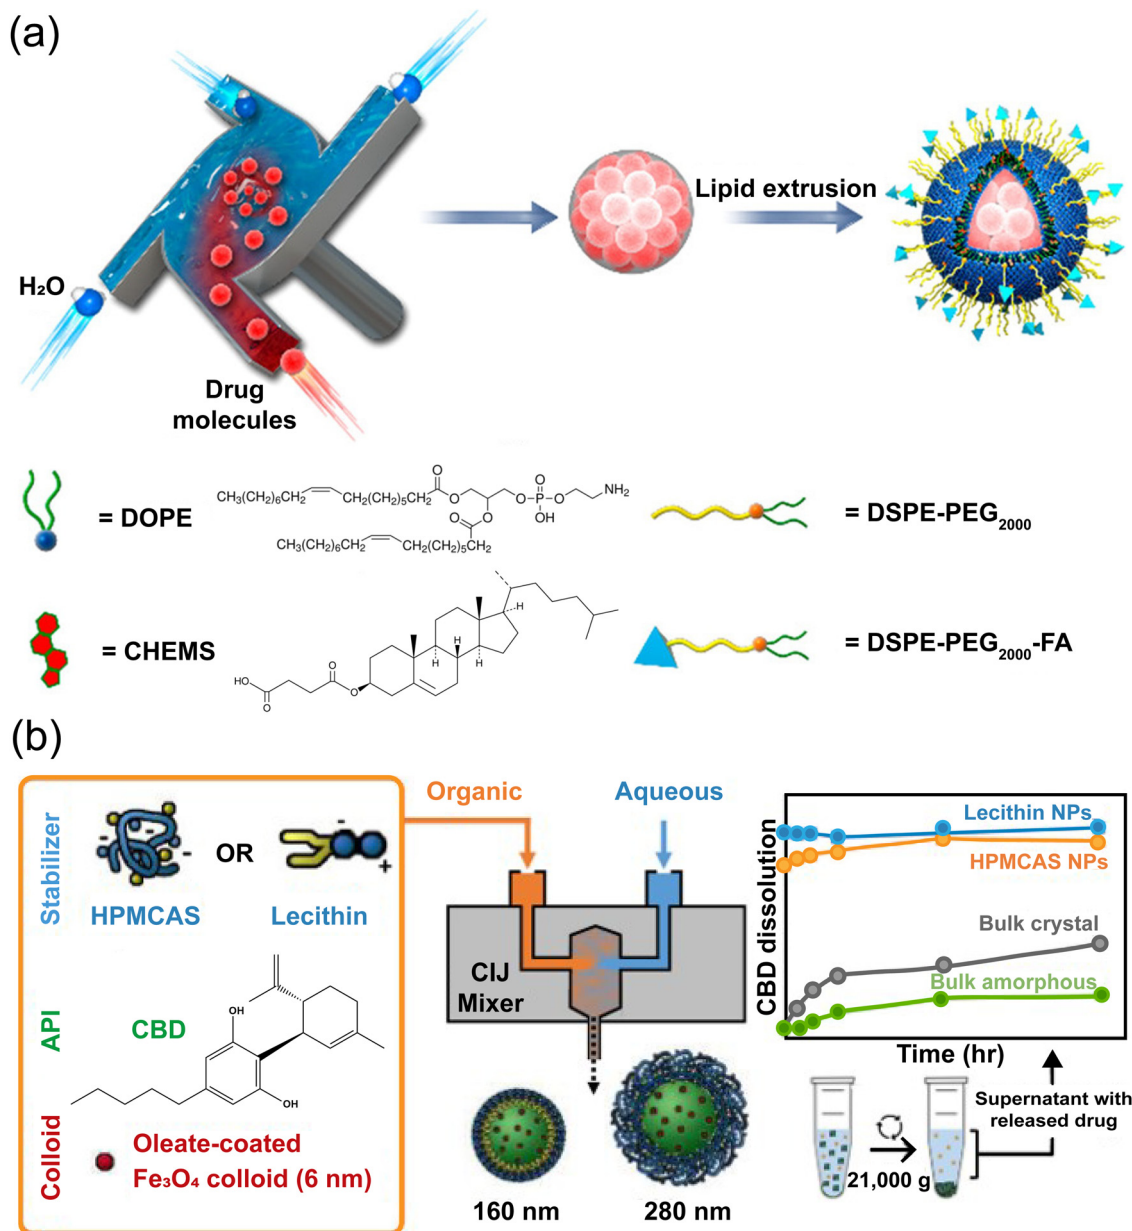 (a)
H₂O
Drug
molecules
Lipid extrusion
= DOPE
CH₃(CH₂)₆CH₂
CH₂(CH₂)₅CH₂
O
O
O
P
O
OH
O
NH₂
O
O
CH₃(CH₂)₆CH₂
CH₂(CH₂)₅CH₂
= DSPE-PEG₂₀₀₀
= CHEMS
HO
O
O
O
H
H
H
H
= DSPE-PEG₂₀₀₀-FA
(b)
Stabilizer
HPMCAS
OR
Lecithin
- - -
- +
API
CBD
OH
OH
Colloid
Oleate-coated
Fe₃O₄ colloid (6 nm)
Organic
Aqueous
CIJ
Mixer
160 nm
280 nm
CBD dissolution
Lecithin NPs
HPMCAS NPs
Bulk crystal
Bulk amorphous
Time (hr)
21,000 g
Supernatant with
released drug